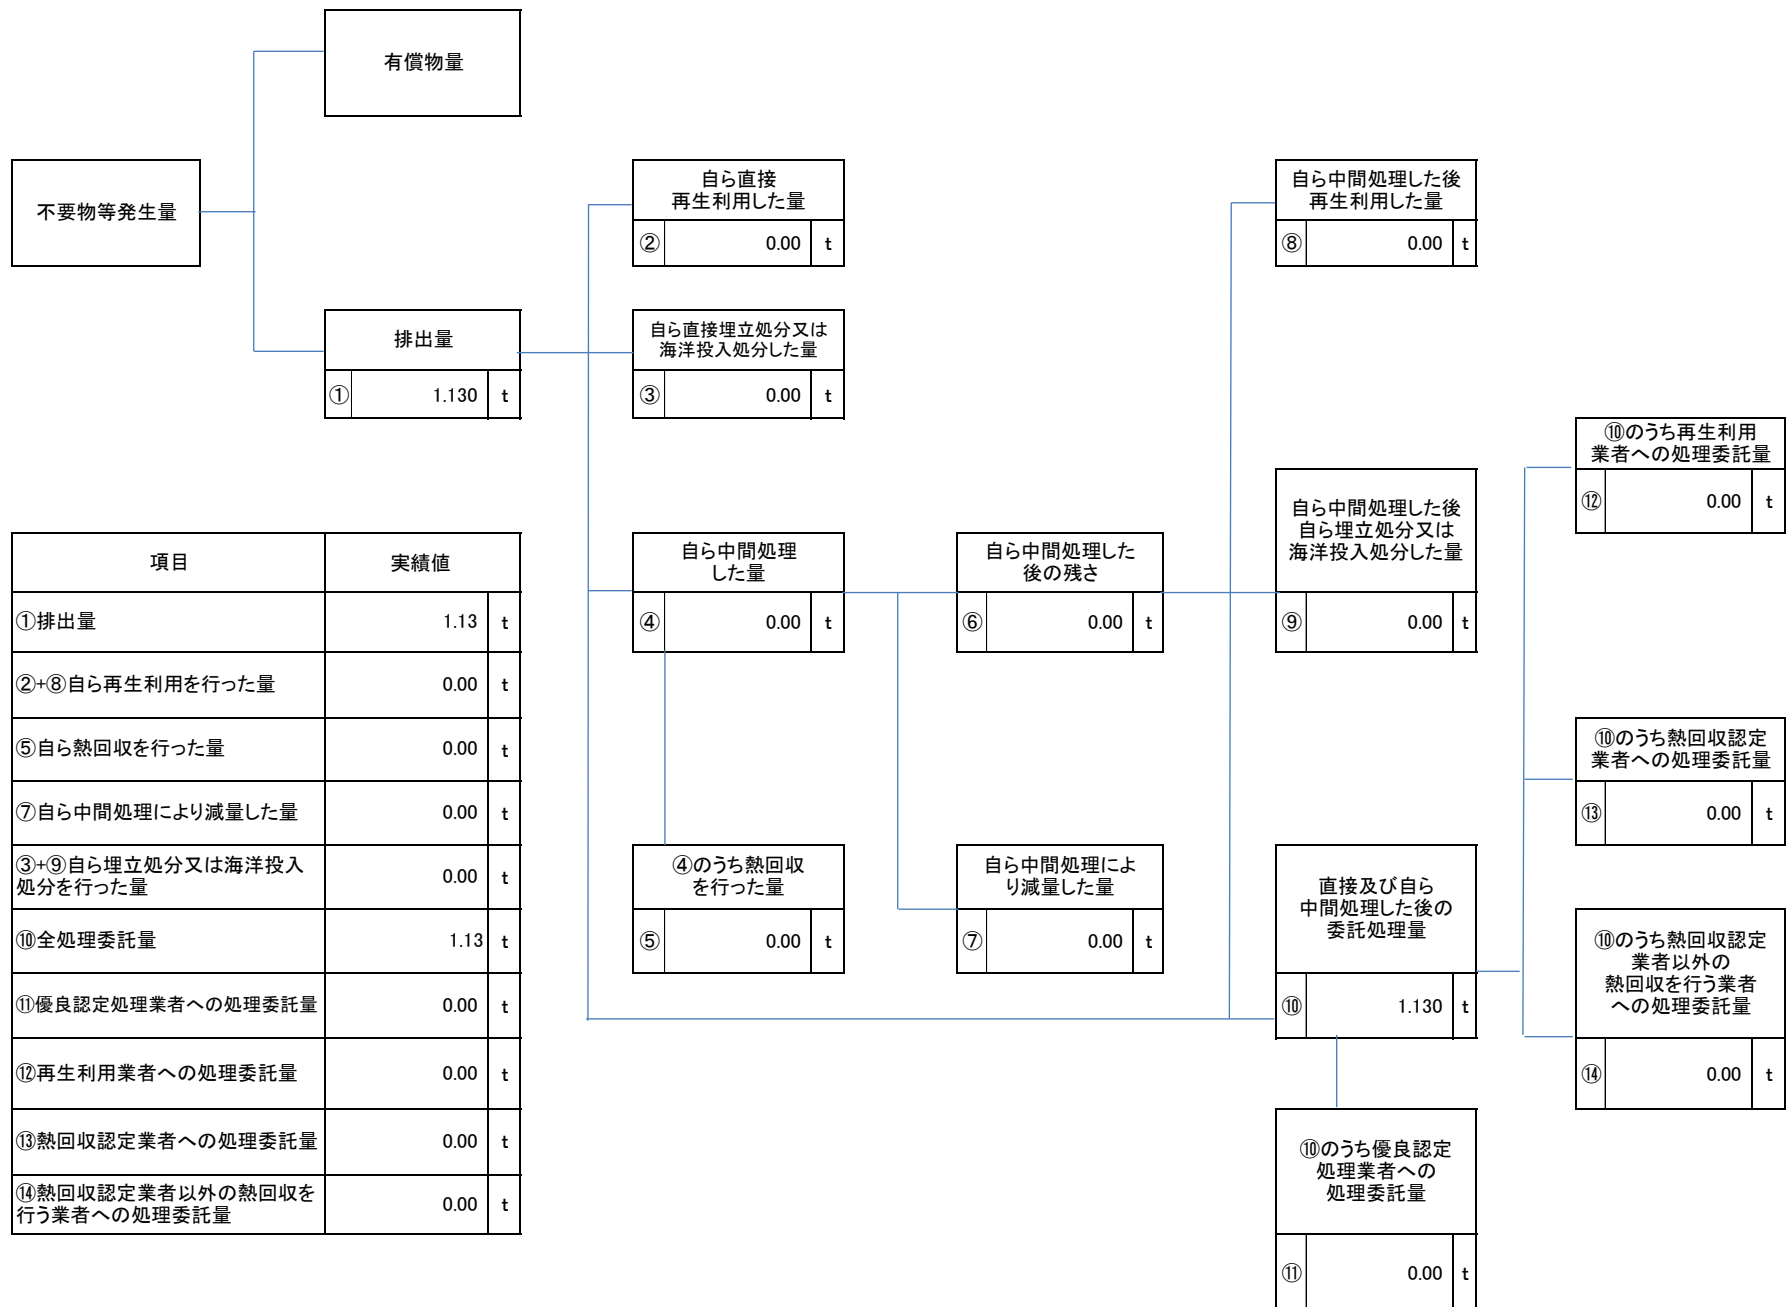 有償物量
不要物等発生量
排出量
① 1.130 t
自ら直接
再生利用した量
② 0.00 t
自ら直接埋立処分又は
海洋投入処分した量
③ 0.00 t
自ら中間処理
した量
④ 0.00 t
④のうち熱回収
を行った量
⑤ 0.00 t
自ら中間処理した
後の残さ
⑥ 0.00 t
自ら中間処理によ
り減量した量
⑦ 0.00 t
自ら中間処理した後
再生利用した量
⑧ 0.00 t
自ら中間処理した後
自ら埋立処分又は
海洋投入処分した量
⑨ 0.00 t
直接及び自ら
中間処理した後の
委託処理量
⑩ 1.130 t
⑩のうち優良認定
処理業者への
処理委託量
⑪ 0.00 t
⑩のうち再生利用
業者への処理委託量
⑫ 0.00 t
⑩のうち熱回収認定
業者への処理委託量
⑬ 0.00 t
⑩のうち熱回収認定
業者以外の
熱回収を行う業者
への処理委託量
⑭ 0.00 t
項目 実績値
①排出量 1.13 t
②+⑧自ら再生利用を行った量 0.00 t
⑤自ら熱回収を行った量 0.00 t
⑦自ら中間処理により減量した量 0.00 t
③+⑨自ら埋立処分又は海洋投入
処分を行った量 0.00 t
⑩全処理委託量 1.13 t
⑪優良認定処理業者への処理委託量 0.00 t
⑫再生利用業者への処理委託量 0.00 t
⑬熱回収認定業者への処理委託量 0.00 t
⑭熱回収認定業者以外の熱回収を
行う業者への処理委託量 0.00 t